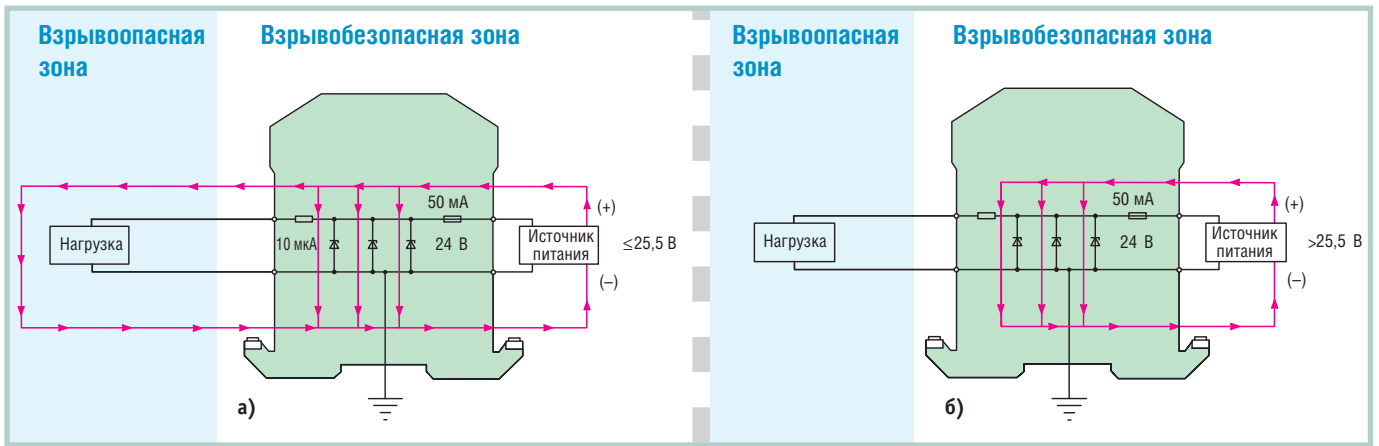 Взрывоопасная
зона
Взрывобезопасная зона
50 мА
10 мкА
24 В
Нагрузка
Источник
питания
(+)
(–)
≤25,5 В
а)
Взрывоопасная
зона
Взрывобезопасная зона
50 мА
24 В
Нагрузка
Источник
питания
(+)
(–)
>25,5 В
б)